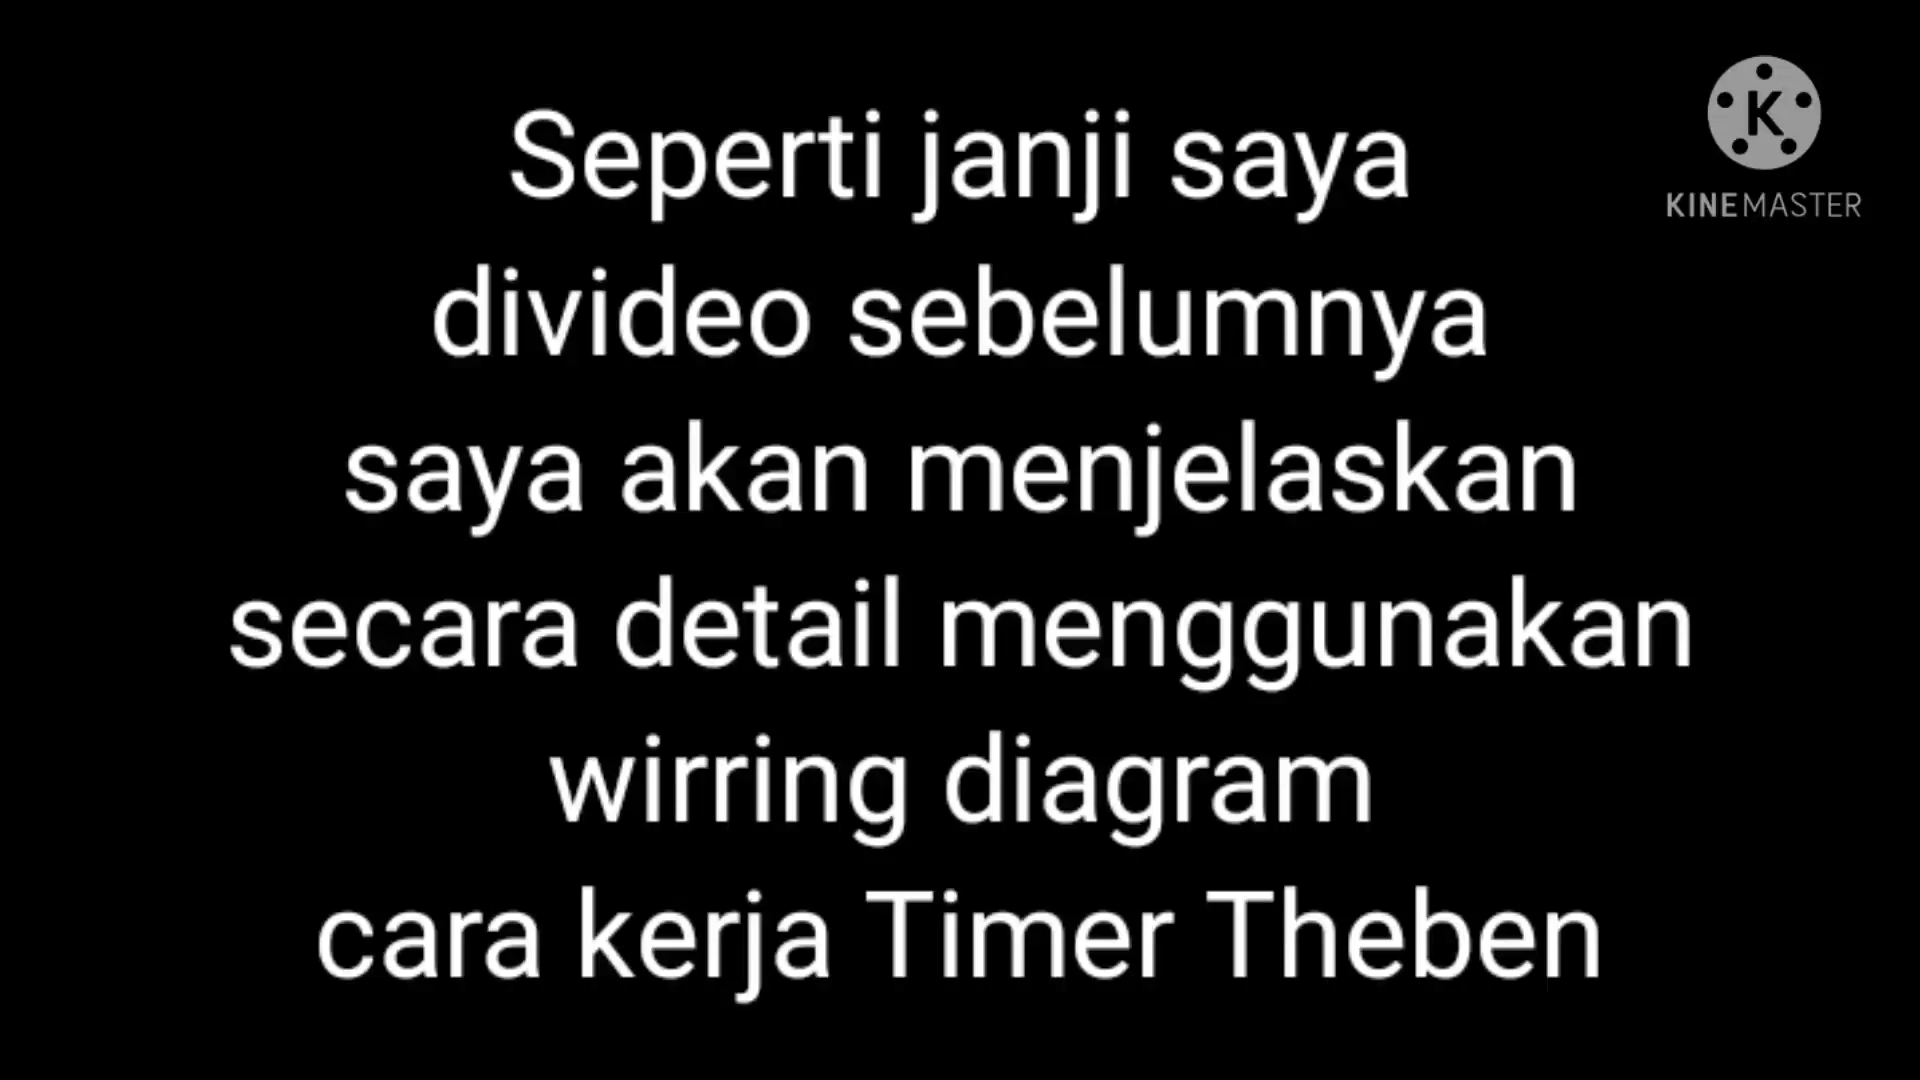 Seperti janji saya
divideo sebelumnya
saya akan menjelaskan
secara detail menggunakan
wirring diagram
cara kerja Timer Theben
K
KINEMASTER